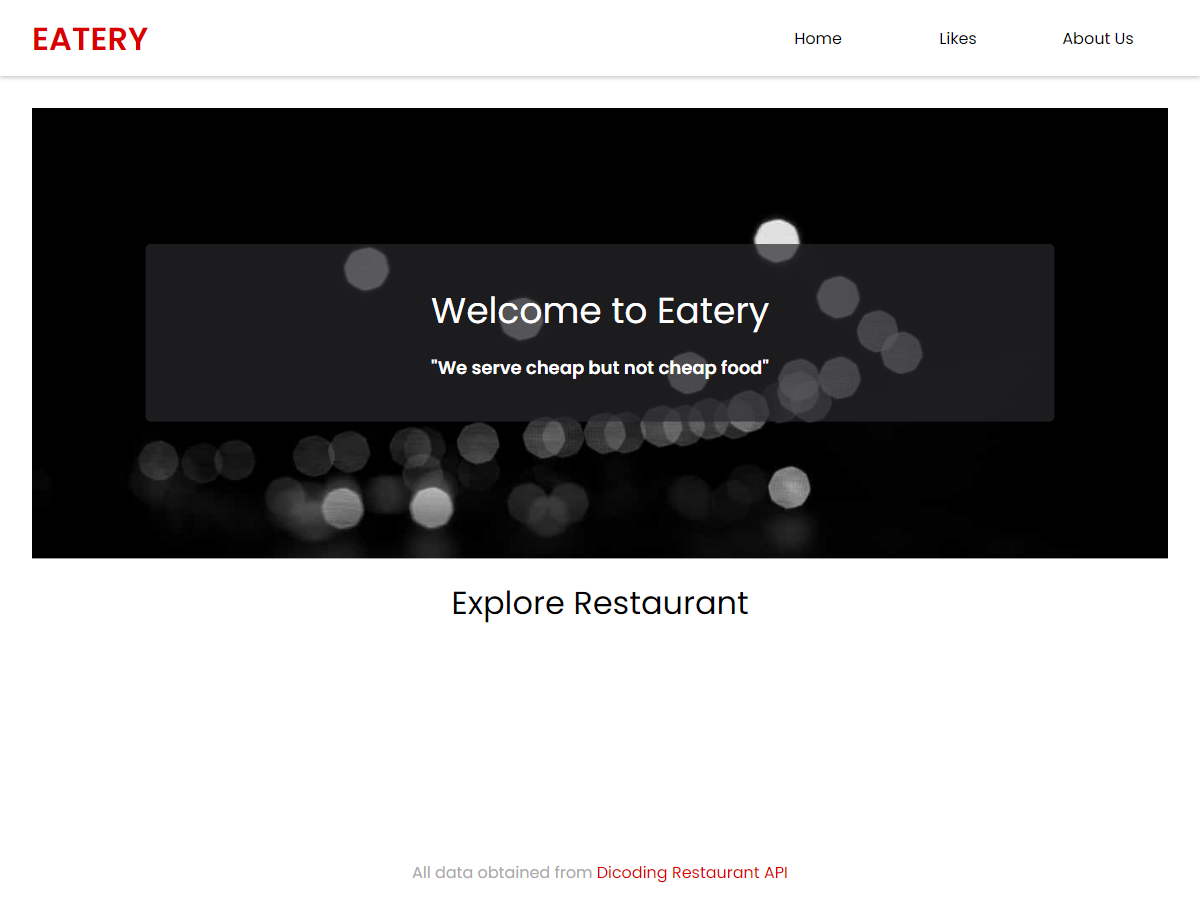 EATERY
Home Likes About Us
Welcome to Eatery
"We serve cheap but not cheap food"
Explore Restaurant
All data obtained from Dicoding Restaurant API